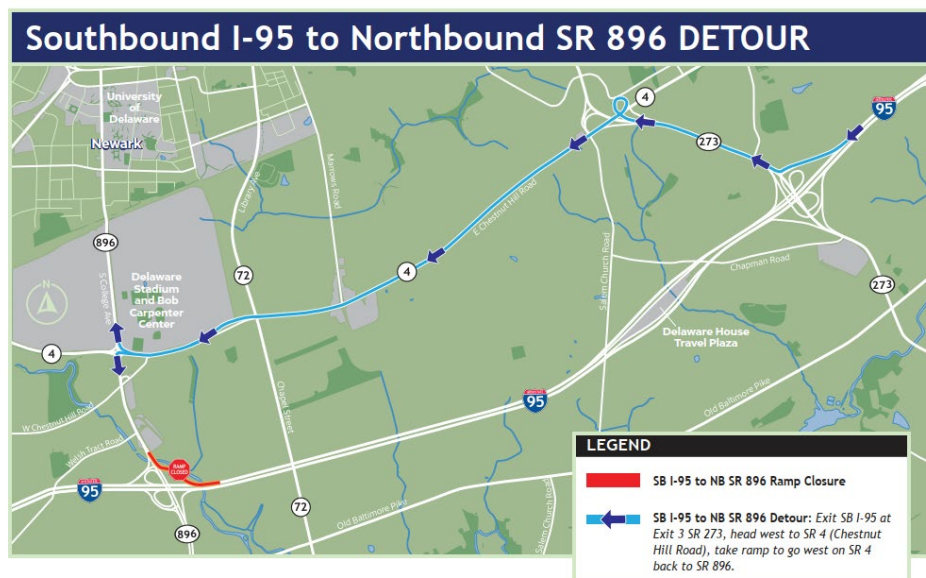 Southbound I-95 to Northbound SR 896 DETOUR
University
of
Delaware
Newark
4
INTERSTATE
95
273
Library Ave
Marrows Road
E Chestnut Hill Road
896
S College Ave
72
4
Salem Church Road
Chapman Road
273
N
Delaware
Stadium
and Bob
Carpenter
Center
Delaware House
Travel Plaza
4
W Chestnut Hill Road
Chapel Street
INTERSTATE
95
Old Baltimore Pike
Welsh Tract Road
RAMP
CLOSED
INTERSTATE
95
72
896
Old Baltimore Pike
LEGEND
SB I-95 to NB SR 896 Ramp Closure
SB I-95 to NB SR 896 Detour: Exit SB I-95 at
Exit 3 SR 273, head west to SR 4 (Chestnut
Hill Road), take ramp to go west on SR 4
back to SR 896.